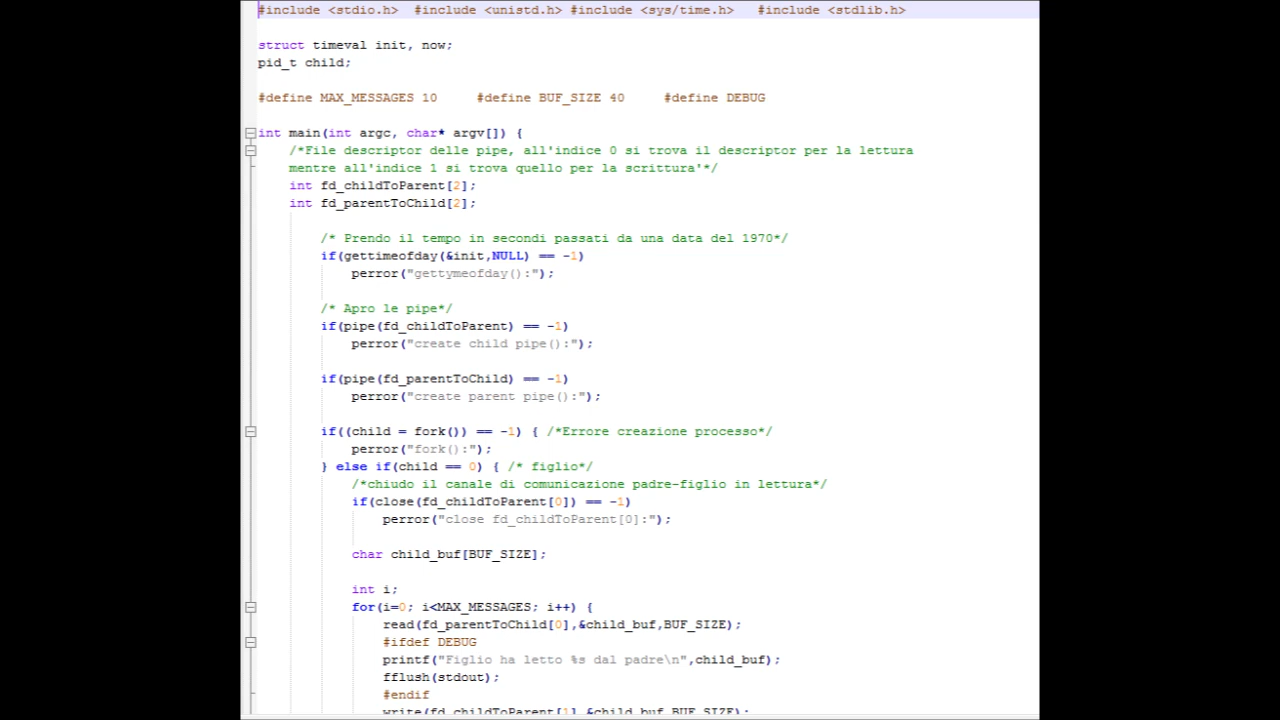 #include <stdio.h>  #include <unistd.h> #include <sys/time.h>   #include <stdlib.h>
struct timeval init, now;
pid_t child;
#define MAX_MESSAGES 10     #define BUF_SIZE 40     #define DEBUG
int main(int argc, char* argv[]) {
/*File descriptor delle pipe, all'indice 0 si trova il descriptor per la lettura
mentre all'indice 1 si trova quello per la scrittura'*/
int fd_childToParent[2];
int fd_parentToChild[2];
/* Prendo il tempo in secondi passati da una data del 1970*/
if(gettimeofday(&init,NULL) == -1)
perror("gettymeofday():");
/* Apro le pipe*/
if(pipe(fd_childToParent) == -1)
perror("create child pipe():");
if(pipe(fd_parentToChild) == -1)
perror("create parent pipe():");
if((child = fork()) == -1) { /*Errore creazione processo*/
perror("fork():");
} else if(child == 0) { /* figlio*/
/*chiudo il canale di comunicazione padre-figlio in lettura*/
if(close(fd_childToParent[0]) == -1)
perror("close fd_childToParent[0]:");
char child_buf[BUF_SIZE];
int i;
for(i=0; i<MAX_MESSAGES; i++) {
read(fd_parentToChild[0],&child_buf,BUF_SIZE);
#ifdef DEBUG
printf("Figlio ha letto %s dal padre\n",child_buf);
fflush(stdout);
#endif
write(fd_childToParent[1],&child_buf,BUF_SIZE);